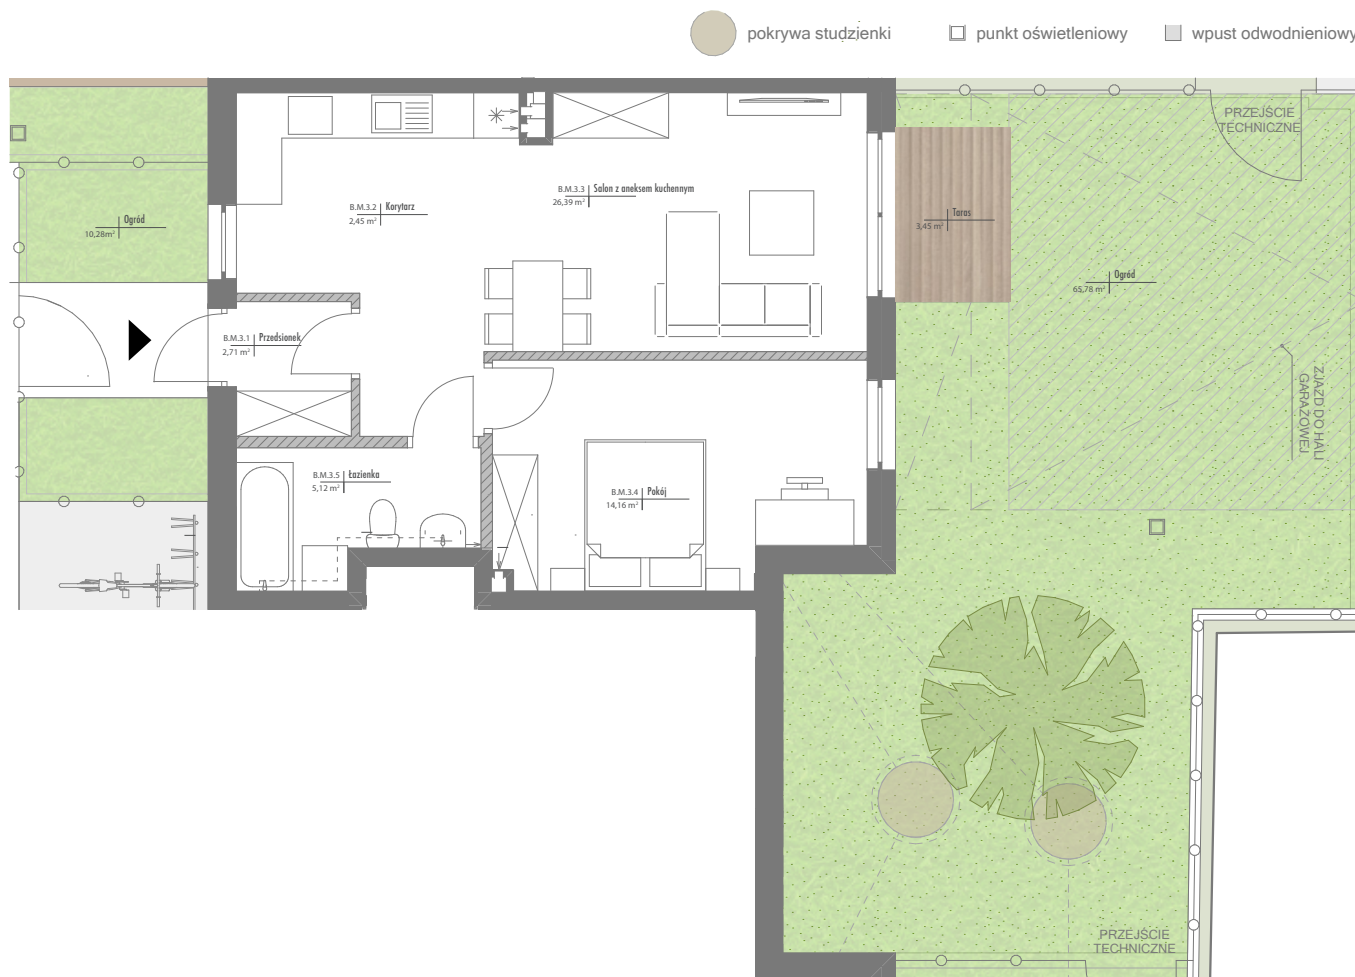 pokrywa studzienki
punkt oświetleniowy
wpust odwodnieniowy
PRZEJŚCIE
TECHNICZNE
B.M.3.3 Salon z aneksem kuchennym
26,39 m²
B.M.3.2 Korytarz
2,45 m²
Ogród
10,28m²
Taras
3,45 m²
Ogród
65,78 m²
B.M.3.1 Przedsionek
2,71 m²
ZJAZD DO HALI
GARAŻOWEJ
B.M.3.5 Łazienka
5,12 m²
B.M.3.4 Pokój
14,16 m²
PRZEJŚCIE
TECHNICZNE